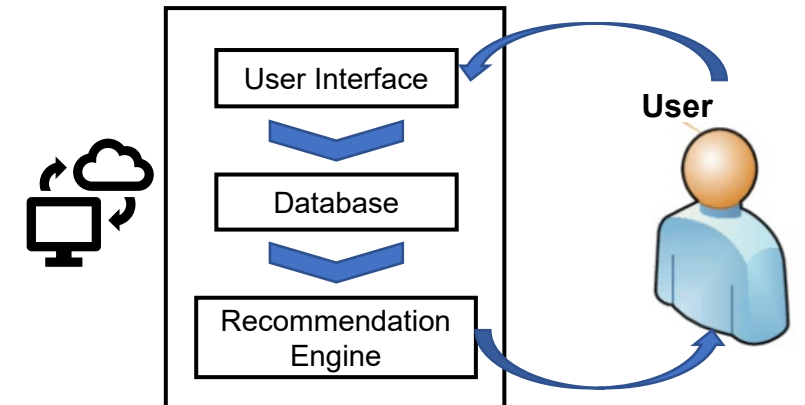 User Interface
User
Database
Recommendation
Engine